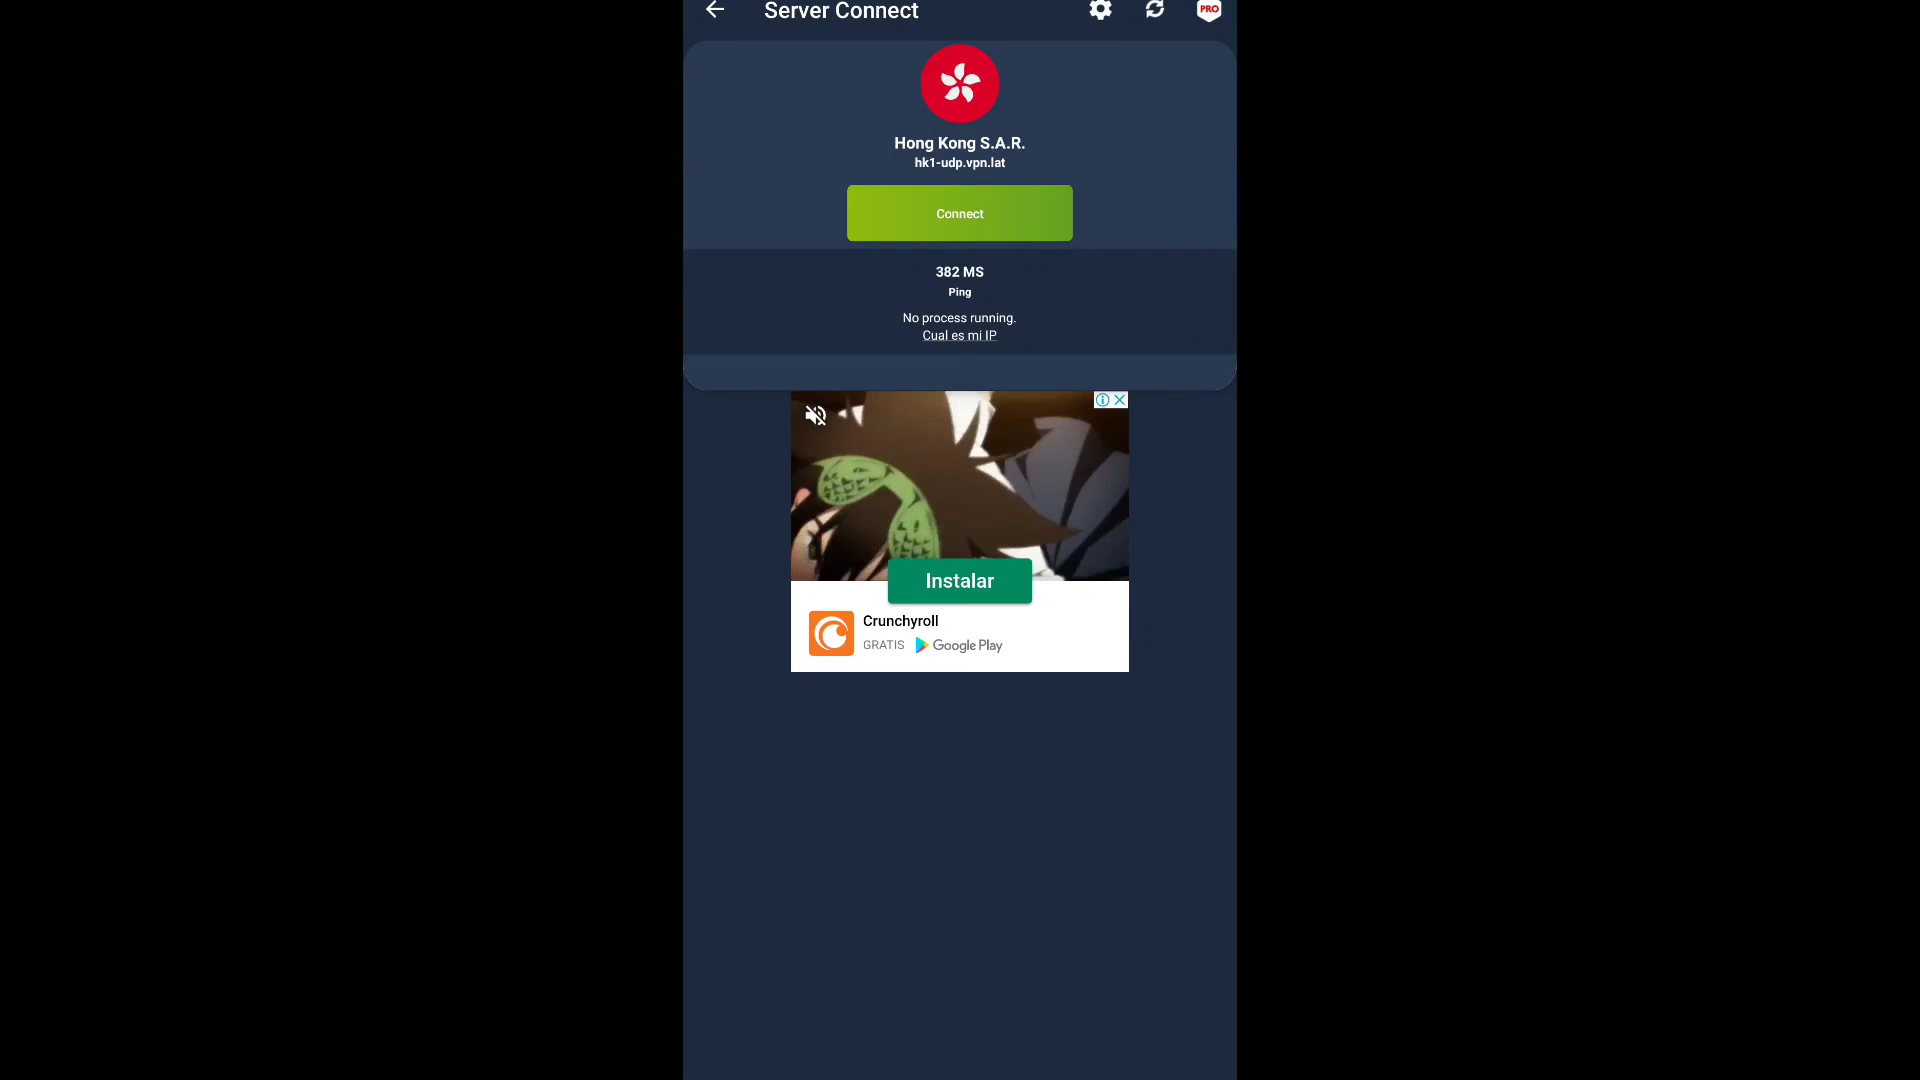 Server Connect
PRO
Hong Kong S.A.R.
hk1-udp.vpn.lat
Connect
382 MS
Ping
No process running.
Cual es mi IP
Instalar
Crunchyroll
GRATIS Google Play